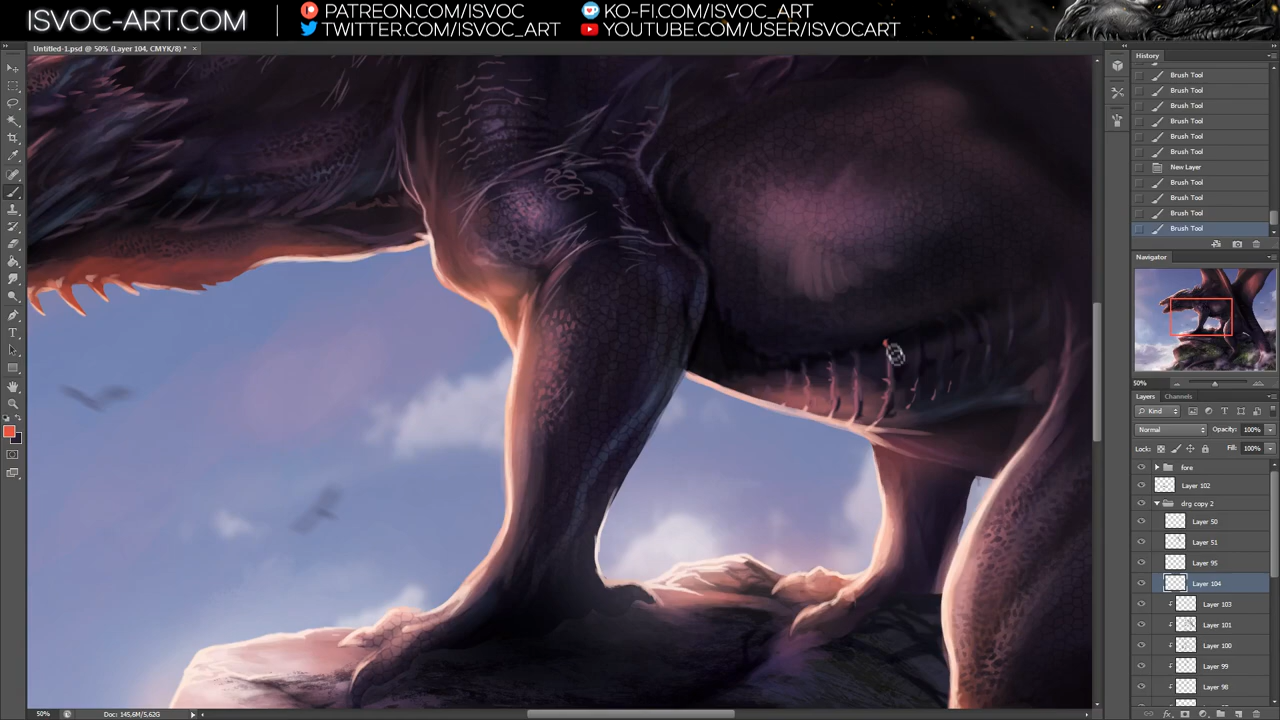 ISVOC-ART.COM
PATREON.COM/ISVOC
KO-FI.COM/ISVOC_ART
TWITTER.COM/ISVOC_ART
YOUTUBE.COM/USER/ISVOCART
Untitled-1.psd @ 50% (Layer 104, CMYK/8) * ×
History
Brush Tool
Brush Tool
Brush Tool
Brush Tool
Brush Tool
Brush Tool
New Layer
Brush Tool
Brush Tool
Brush Tool
Brush Tool
Navigator
50%
Layers Channels
Kind
Normal Opacity: 100%
Lock: Fill: 100%
fore
Layer 102
drg copy 2
Layer 50
Layer 51
Layer 95
Layer 104
Layer 103
Layer 101
Layer 100
Layer 99
Layer 98
50% Doc: 145,6M/5,62G